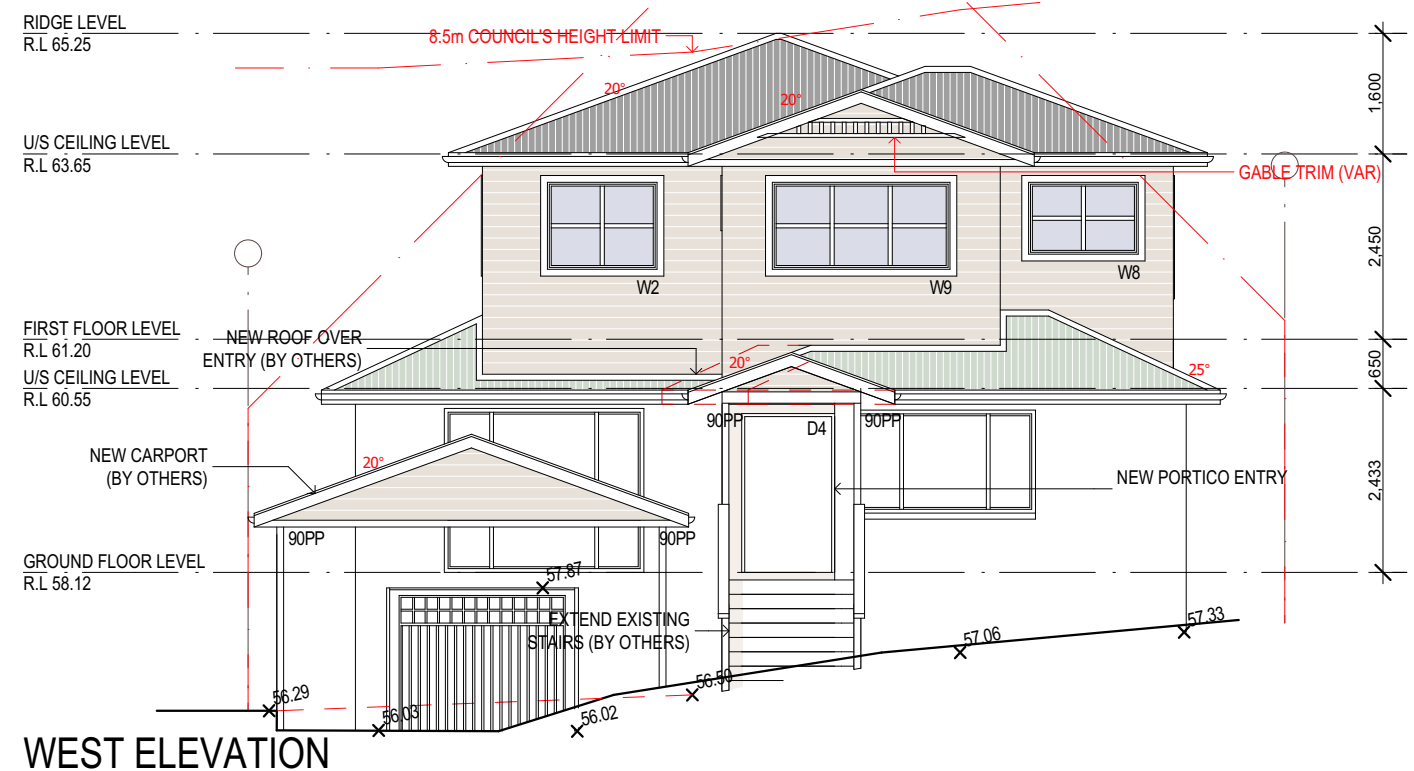 RIDGE LEVEL
R.L 65.25
8.5m COUNCIL'S HEIGHT LIMIT
20°
20°
1,600
U/S CEILING LEVEL
R.L 63.65
GABLE TRIM (VAR)
W2
W9
W8
2,450
FIRST FLOOR LEVEL
R.L 61.20
NEW ROOF OVER
ENTRY (BY OTHERS)
20°
25°
650
U/S CEILING LEVEL
R.L 60.55
90PP
D4
90PP
NEW CARPORT
(BY OTHERS)
20°
NEW PORTICO ENTRY
2,433
90PP
90PP
GROUND FLOOR LEVEL
R.L 58.12
57.87
EXTEND EXISTING
STAIRS (BY OTHERS)
57.33
57.06
56.50
56.29
56.03
56.02
WEST ELEVATION